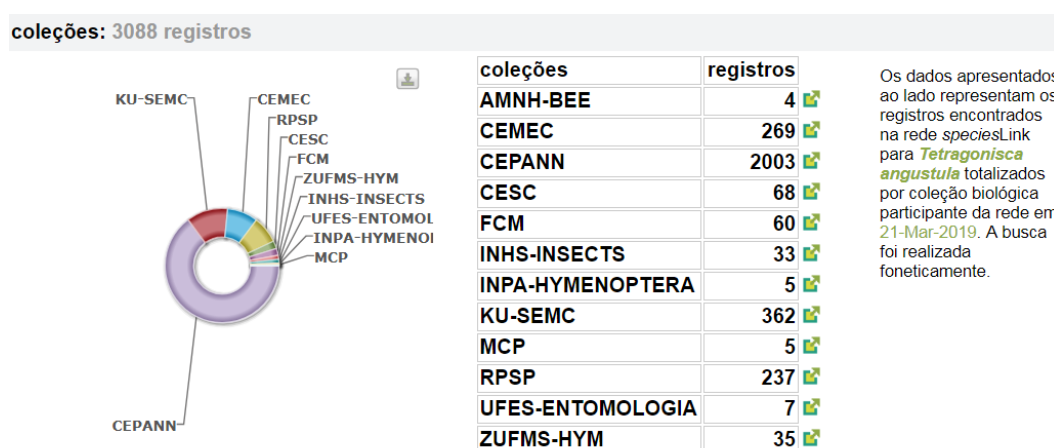 coleções: 3088 registros
KU-SEMC
CEMEC
RPSP
CESC
FCM
ZUFMS-HYM
INHS-INSECTS
UFES-ENTOMOL
INPA-HYMENO
MCP
CEPANN
coleções registros
AMNH-BEE 4
CEMEC 269
CEPANN 2003
CESC 68
FCM 60
INHS-INSECTS 33
INPA-HYMENOPTERA 5
KU-SEMC 362
MCP 5
RPSP 237
UFES-ENTOMOLOGIA 7
ZUFMS-HYM 35
Os dados apresentados
ao lado representam os
registros encontrados
na rede speciesLink
para Tetragonisca
angustula totalizados
por coleção biológica
participante da rede em
21-Mar-2019. A busca
foi realizada
foneticamente.